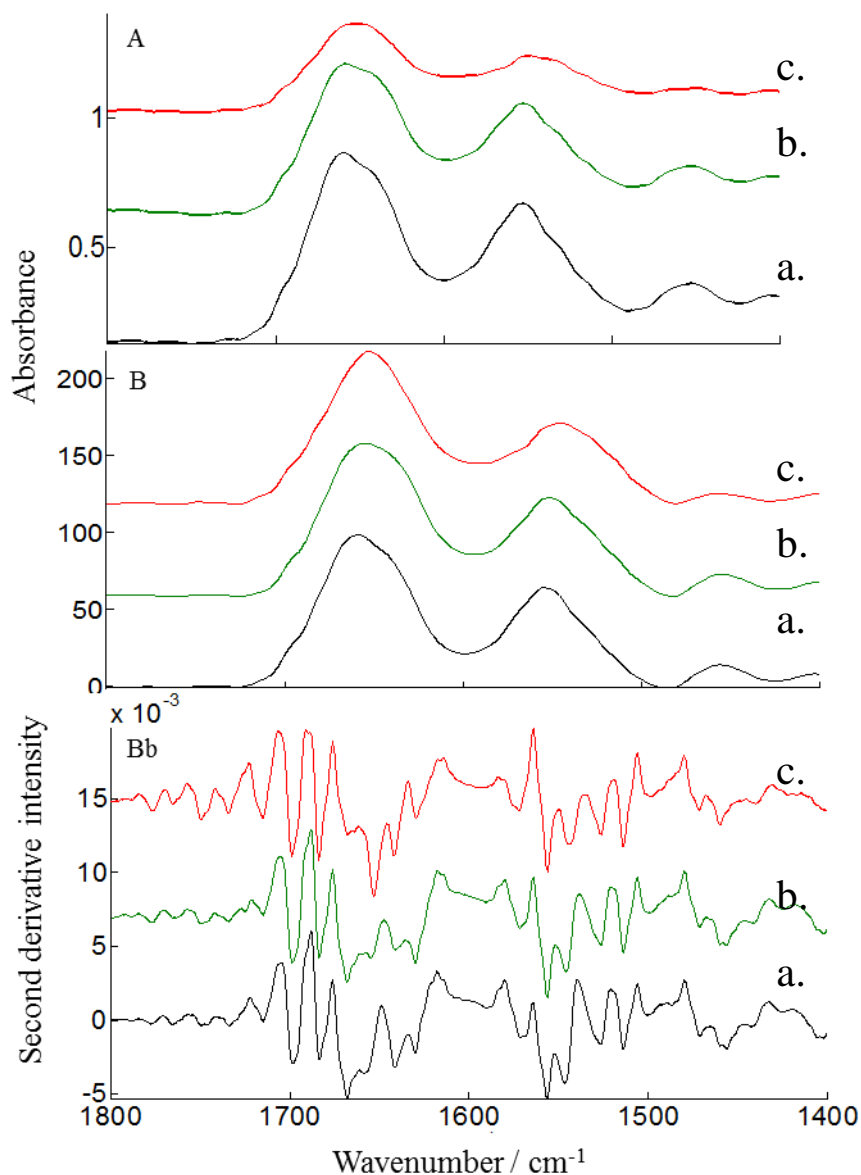 A
c.
1
b.
0.5
a.
Absorbance
B
200
c.
150
b.
100
a.
50
0
x 10-3
Bb
c.
15
10
b.
5
a.
0
-5
Second derivative intensity
1800 1700 1600 1500 1400
Wavenumber / cm-1